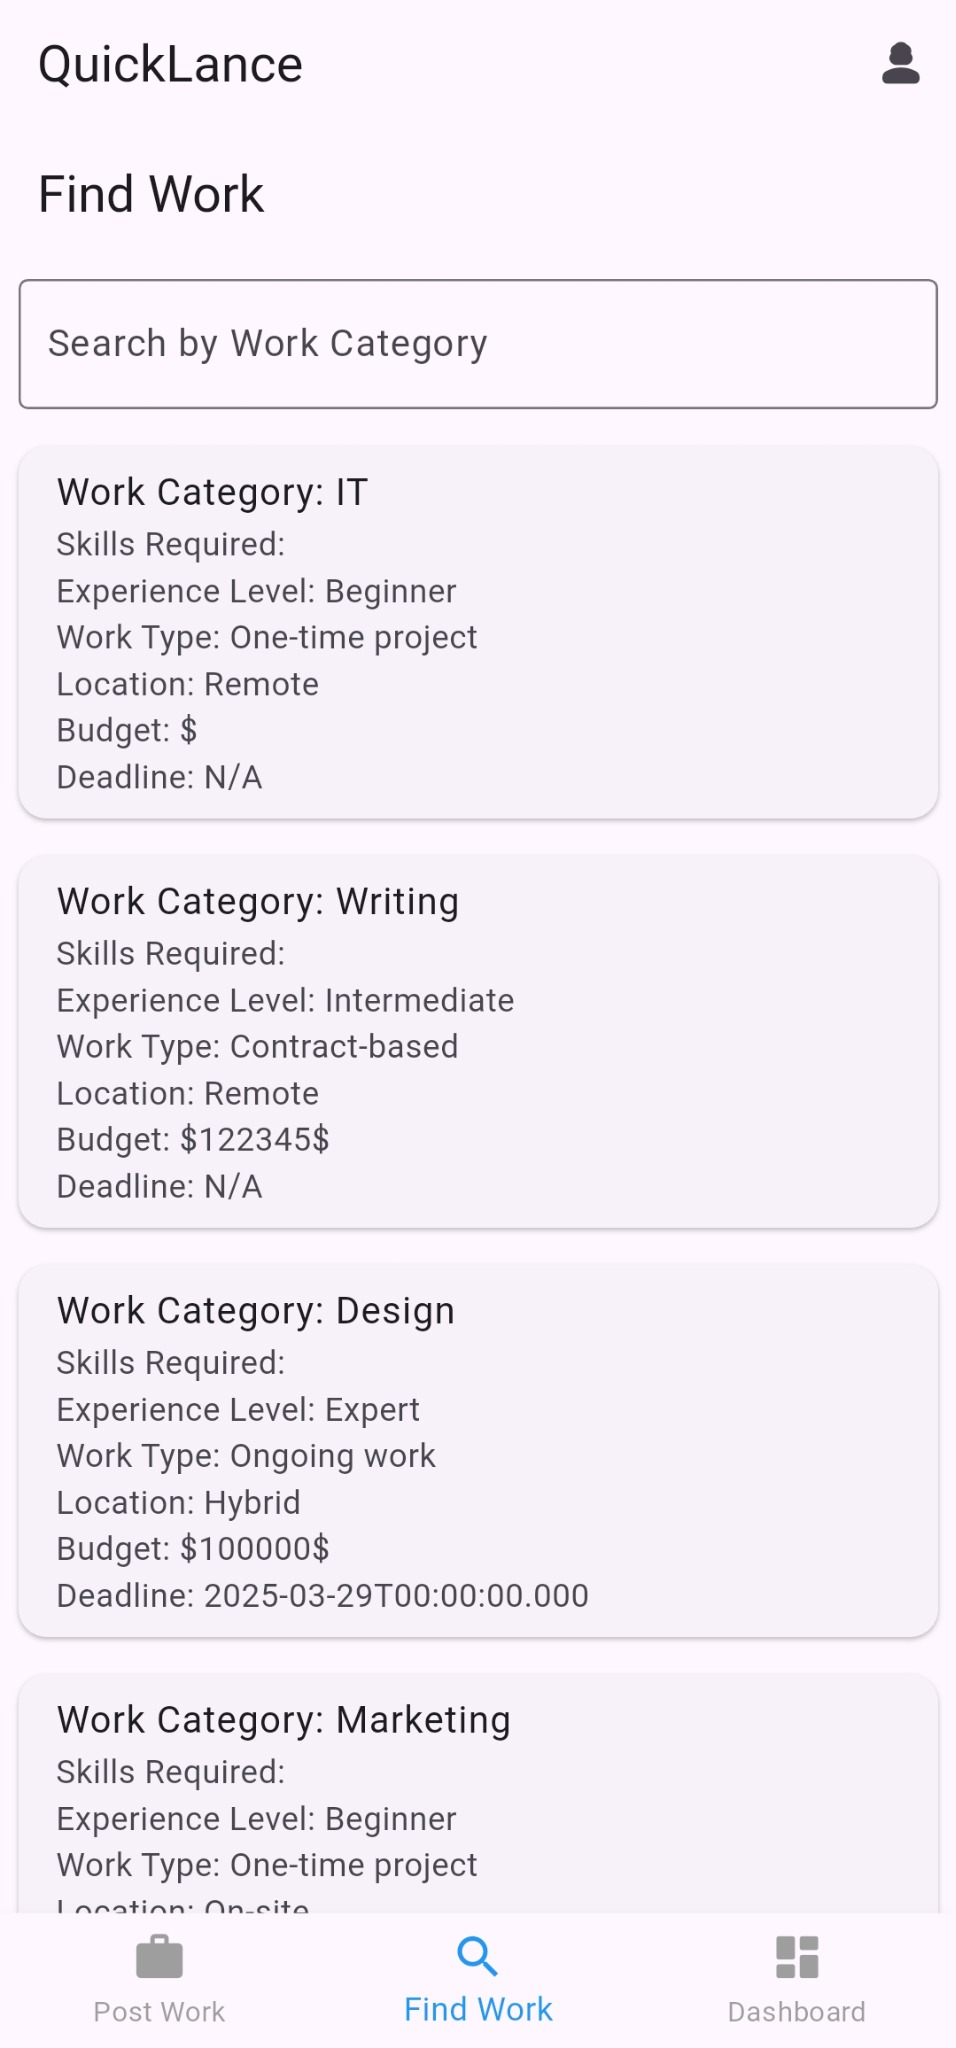 QuickLance
Find Work
Search by Work Category
Work Category: IT
Skills Required:
Experience Level: Beginner
Work Type: One-time project
Location: Remote
Budget: $
Deadline: N/A
Work Category: Writing
Skills Required:
Experience Level: Intermediate
Work Type: Contract-based
Location: Remote
Budget: $122345$
Deadline: N/A
Work Category: Design
Skills Required:
Experience Level: Expert
Work Type: Ongoing work
Location: Hybrid
Budget: $100000$
Deadline: 2025-03-29T00:00:00.000
Work Category: Marketing
Skills Required:
Experience Level: Beginner
Work Type: One-time project
Location: On-site
Post Work
Find Work
Dashboard